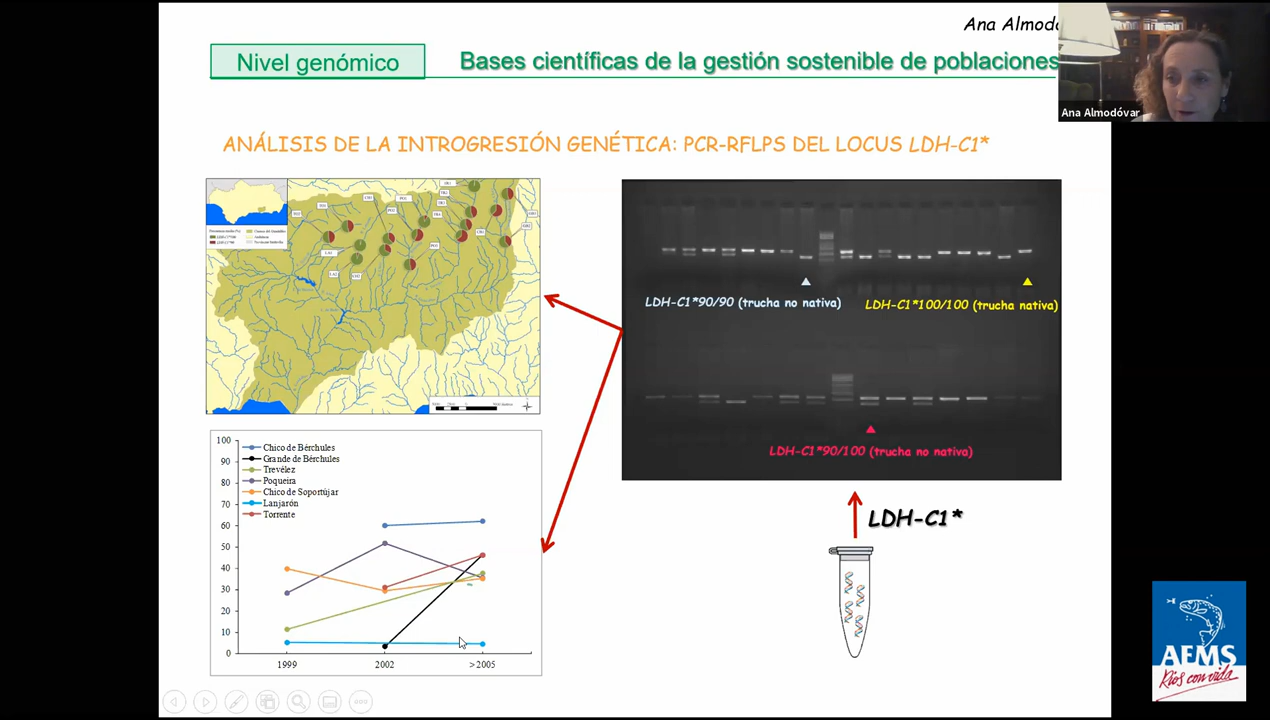 Ana Almodó
Nivel genómico
Bases científicas de la gestión sostenible de poblaciones
Ana Almodóvar
ANÁLISIS DE LA INTROGRESIÓN GENÉTICA: PCR-RFLPS DEL LOCUS LDH-C1*
LDH-C1*90/90 (trucha no nativa)
LDH-C1*100/100 (trucha nativa)
LDH-C1*90/100 (trucha no nativa)
LDH-C1*
100
90
80
70
60
50
40
30
20
10
0
Chico de Bérchules
Grande de Bérchules
Trevélez
Poqueira
Chico de Soportújar
Lanjarón
Torrente
1999
2002
>2005
AEMS
Ríos con vida